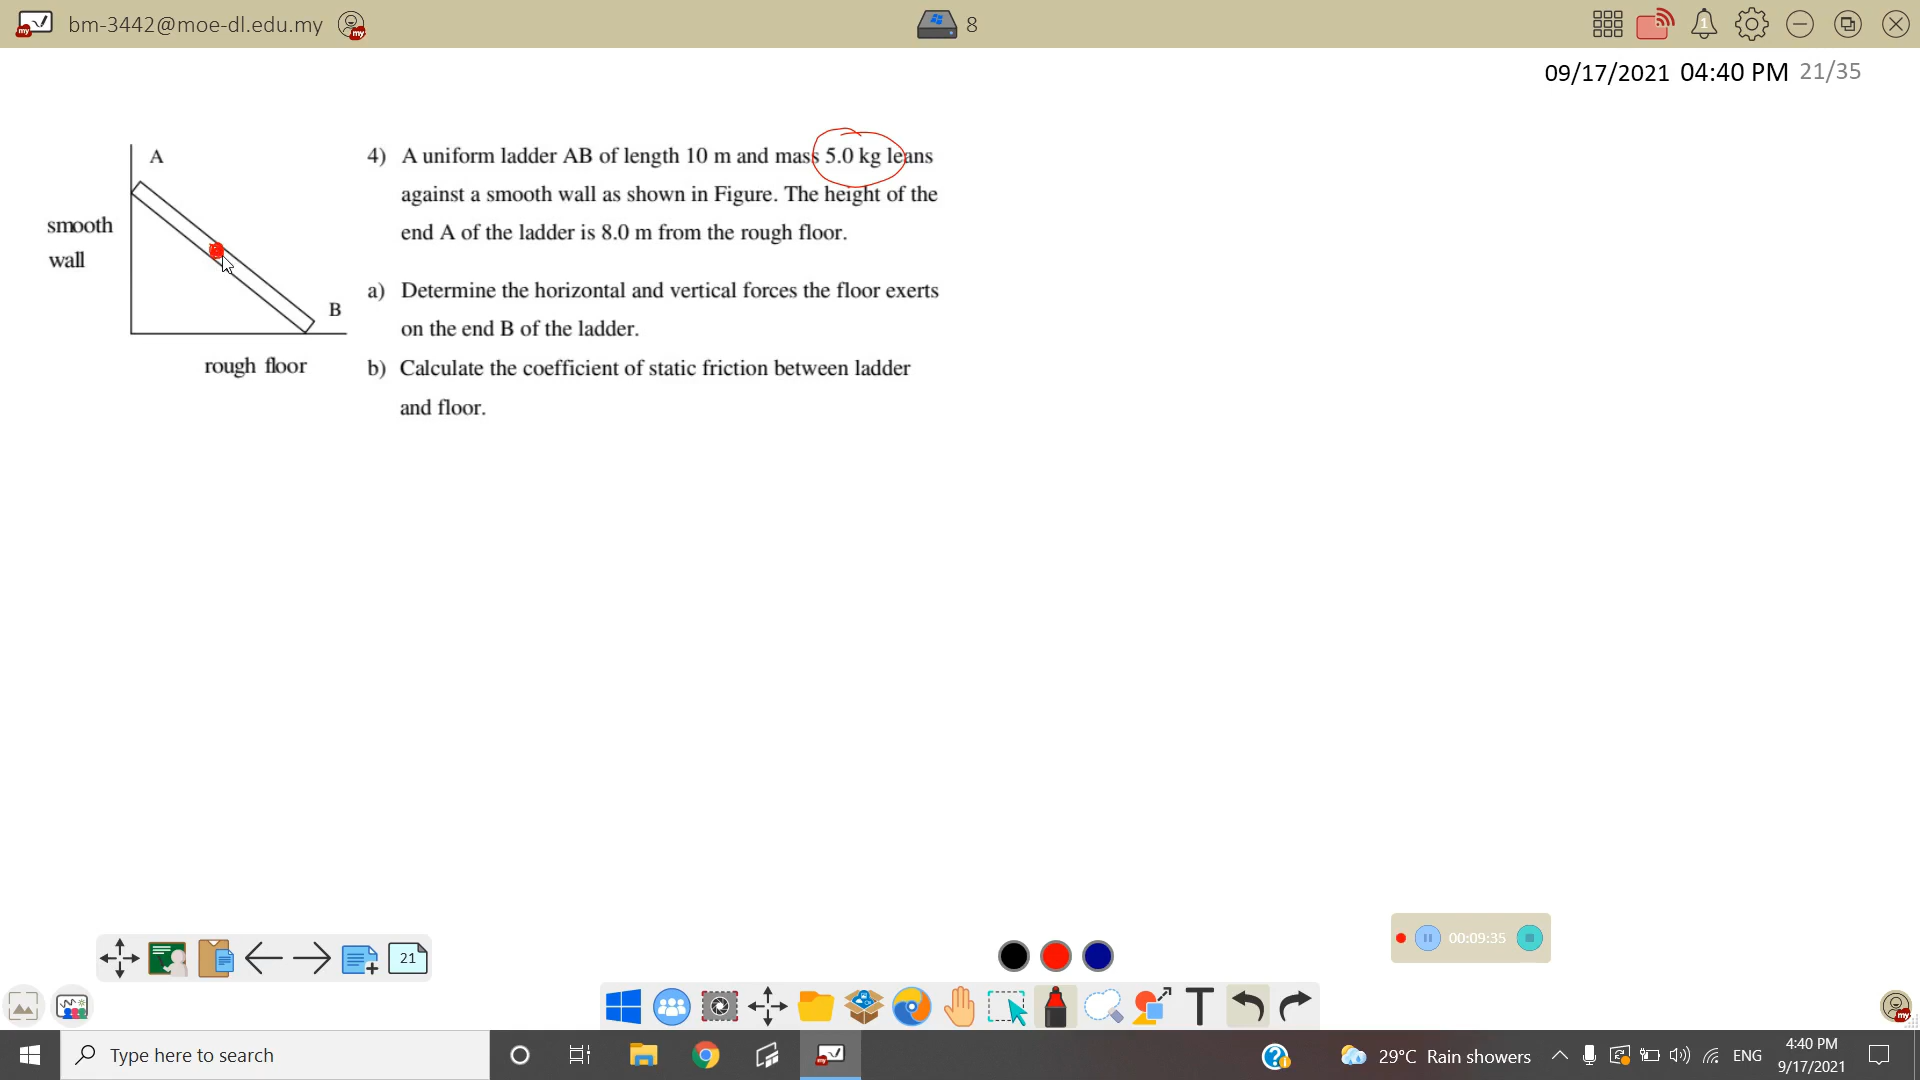 bm-3442@moe-dl.edu.my
8
1
09/17/2021 04:40 PM 21/35
A
smooth
wall
B
rough floor
4) A uniform ladder AB of length 10 m and mass 5.0 kg leans
against a smooth wall as shown in Figure. The height of the
end A of the ladder is 8.0 m from the rough floor.
a) Determine the horizontal and vertical forces the floor exerts
on the end B of the ladder.
b) Calculate the coefficient of static friction between ladder
and floor.
00:09:35
21
T
Type here to search
29°C Rain showers
ENG
4:40 PM
9/17/2021